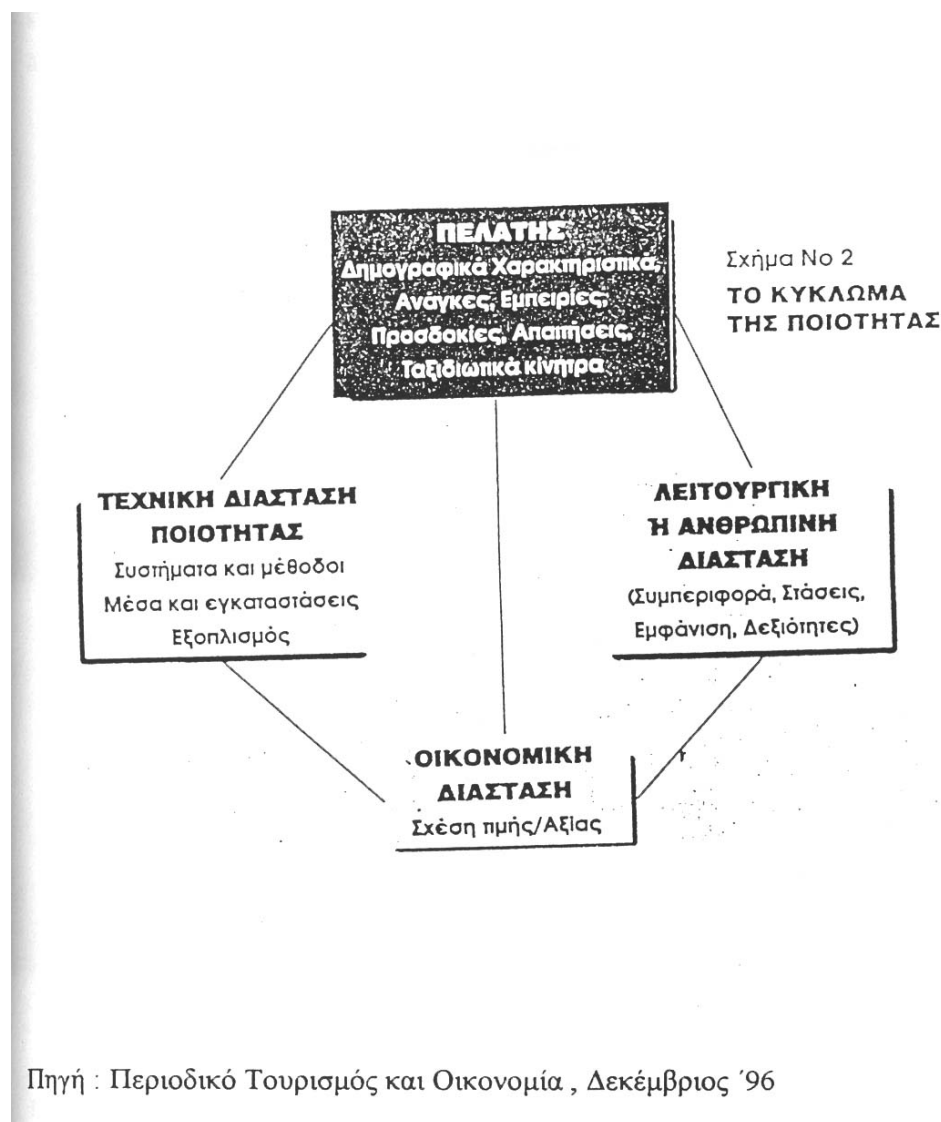 ΠΕΛΑΤΗΣ
Δημογραφικά Χαρακτηριστικά,
Ανάγκες, Εμπειρίες,
Προσδοκίες, Απαιτήσεις,
Ταξιδιωτικά κίνητρα
Σχήμα Νο 2
ΤΟ ΚΥΚΛΩΜΑ
ΤΗΣ ΠΟΙΟΤΗΤΑΣ
ΤΕΧΝΙΚΗ ΔΙΑΣΤΑΣΗ
ΠΟΙΟΤΗΤΑΣ
Συστήματα και μέθοδοι
Μέσα και εγκαταστάσεις
Εξοπλισμός
ΛΕΙΤΟΥΡΓΙΚΗ
Ή ΑΝΘΡΩΠΙΝΗ
ΔΙΑΣΤΑΣΗ
(Συμπεριφορά, Στάσεις,
Εμφάνιση, Δεξιότητες)
ΟΙΚΟΝΟΜΙΚΗ
ΔΙΑΣΤΑΣΗ
Σχέση τιμής/Αξίας
Πηγή : Περιοδικό Τουρισμός και Οικονομία , Δεκέμβριος ΄96